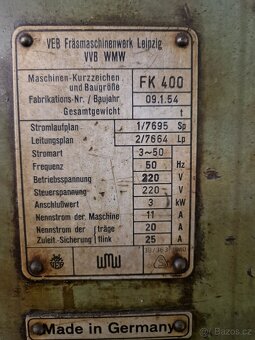 VEB Fräsmaschinenwerk Leipzig
VVB WMW
Maschinen-Kurzzeichen und Baugröße FK 400
Fabrikations-Nr. / Baujahr 09.1.54
Gesamtgewicht t
Stromlaufplan 1/7695 Sp
Leitungsplan 2/7664 Lp
Stromart 3~50
Frequenz 50 Hz
Betriebsspannung 220 V
Steuerspannung 220 V
Anschlußwert 3 kW
Nennstrom der Maschine 11 A
Nennstrom der träge 20 A
Zuleit-Sicherung flink 25 A
WMW
Made in Germany
Bazos.cz